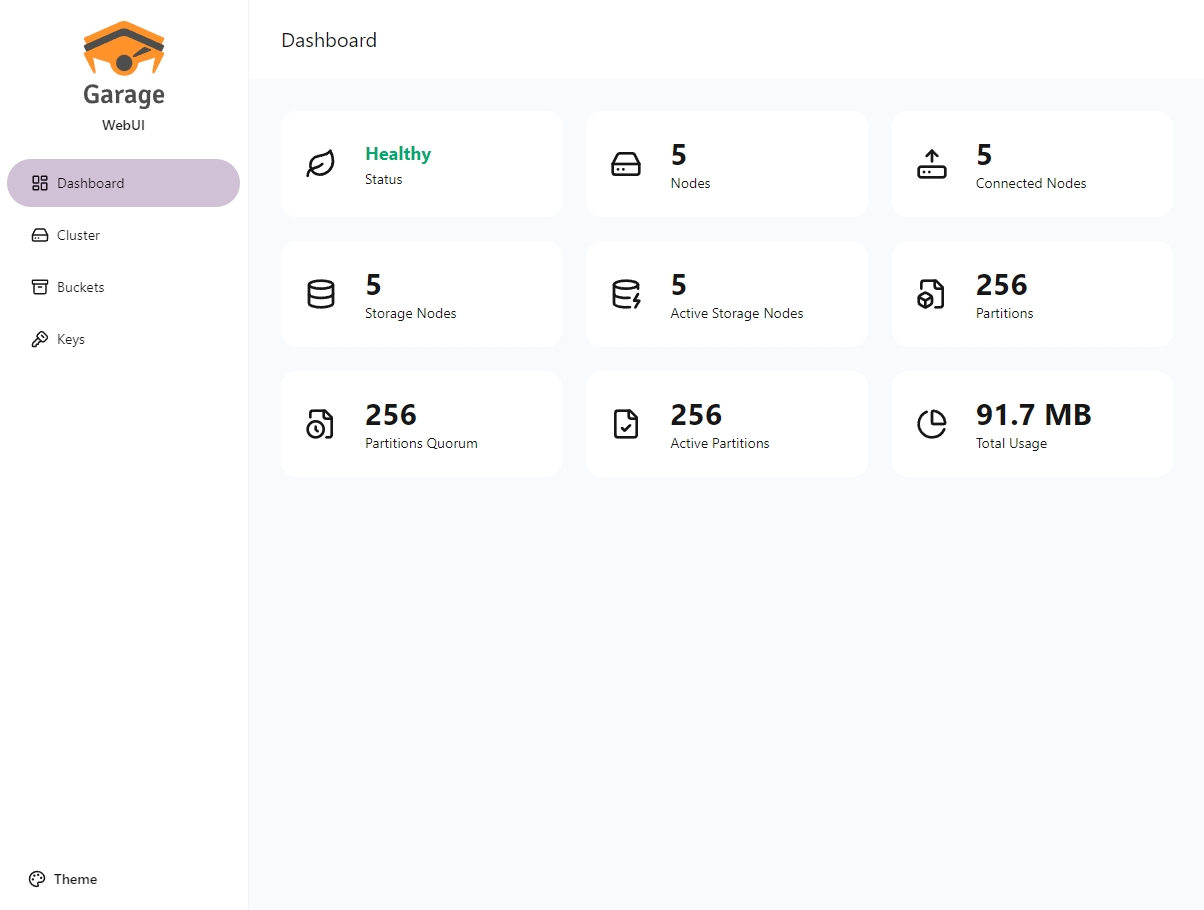 Garage
WebUI
Dashboard
Cluster
Buckets
Keys
Theme
Dashboard
Healthy
Status
5
Nodes
5
Connected Nodes
5
Storage Nodes
5
Active Storage Nodes
256
Partitions
256
Partitions Quorum
256
Active Partitions
91.7 MB
Total Usage